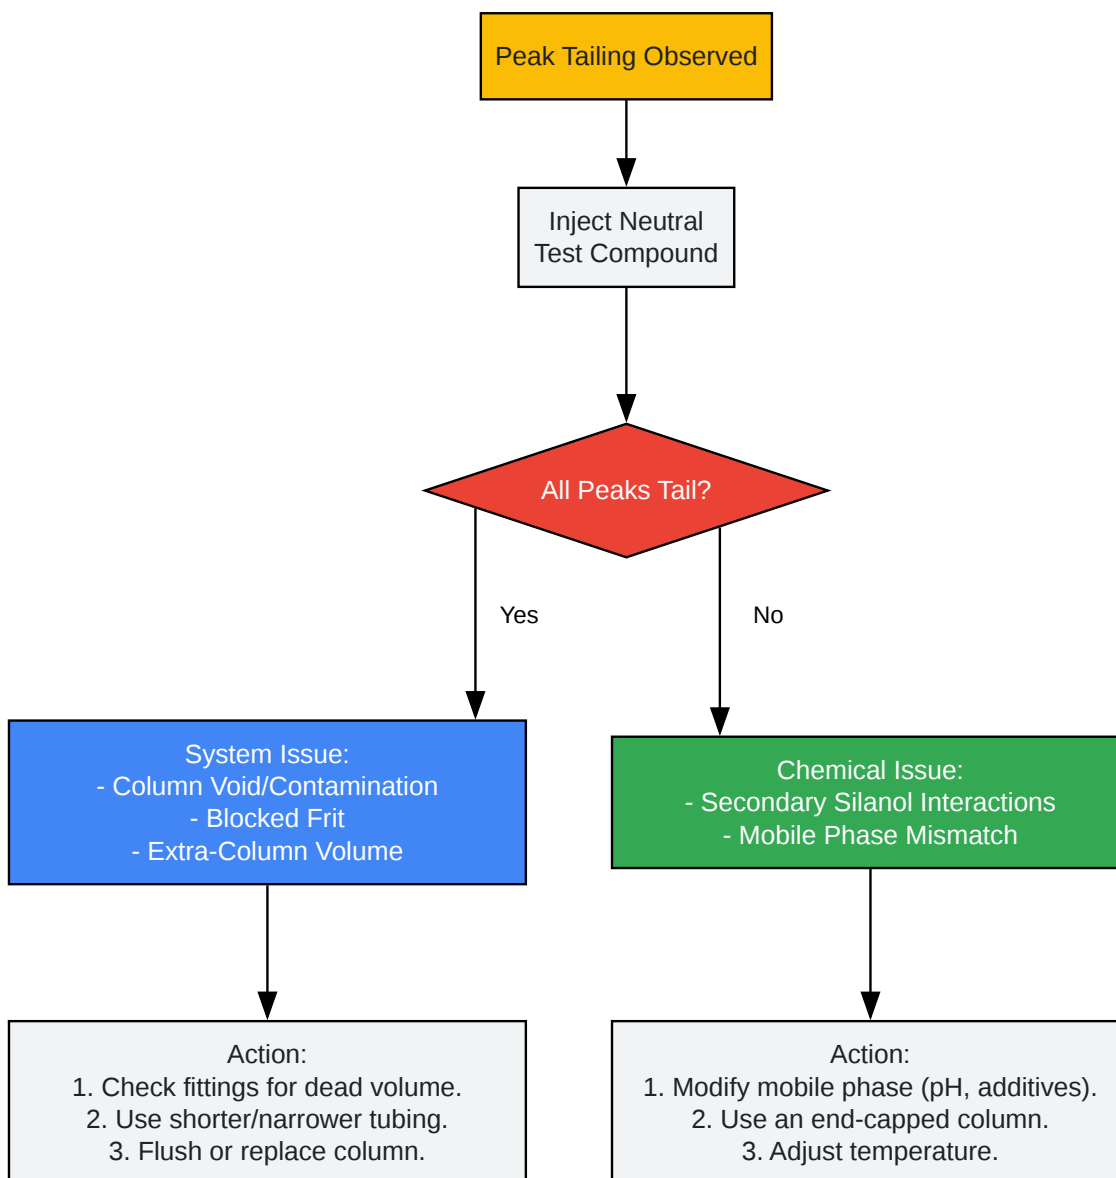 Peak Tailing Observed
Inject Neutral
Test Compound
All Peaks Tail?
Yes
No
System Issue:
- Column Void/Contamination
- Blocked Frit
- Extra-Column Volume
Chemical Issue:
- Secondary Silanol Interactions
- Mobile Phase Mismatch
Action:
1. Check fittings for dead volume.
2. Use shorter/narrower tubing.
3. Flush or replace column.
Action:
1. Modify mobile phase (pH, additives).
2. Use an end-capped column.
3. Adjust temperature.